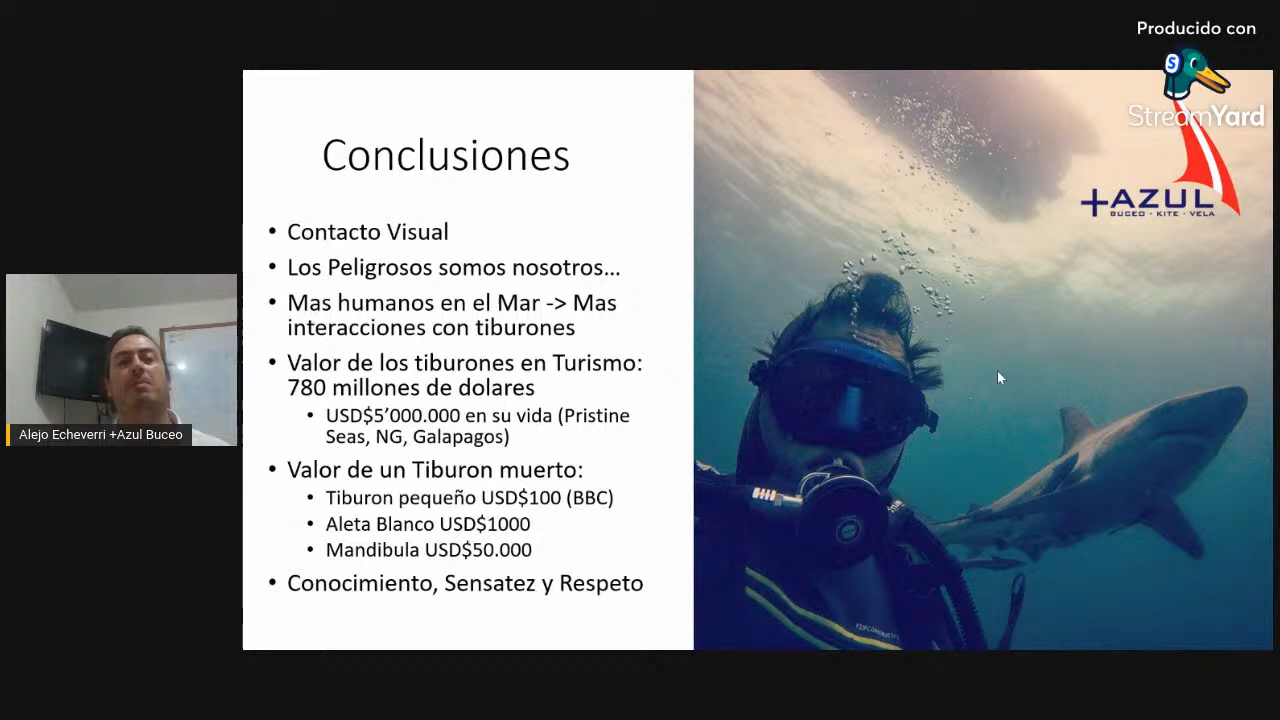 Producido con
S
StreamYard
+AZUL
BUCEO · KITE · VELA
Conclusiones
• Contacto Visual
• Los Peligrosos somos nosotros...
• Mas humanos en el Mar -> Mas
interacciones con tiburones
• Valor de los tiburones en Turismo:
780 millones de dolares
• USD$5’000.000 en su vida (Pristine
Seas, NG, Galapagos)
• Valor de un Tiburon muerto:
• Tiburon pequeño USD$100 (BBC)
• Aleta Blanco USD$1000
• Mandibula USD$50.000
• Conocimiento, Sensatez y Respeto
Alejo Echeverri +Azul Buceo